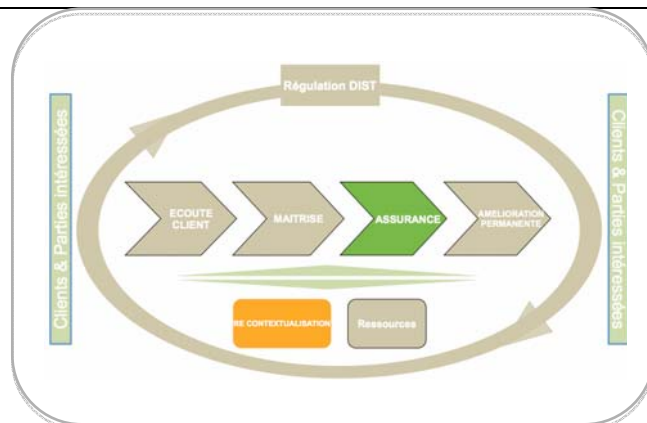 Régulation DIST
Clients & Parties intéressées
ECOUTE
CLIENT
MAITRISE
ASSURANCE
AMELIORATION
PERMANENTE
Clients & Parties intéressées
RE CONTEXTUALISATION
Ressources